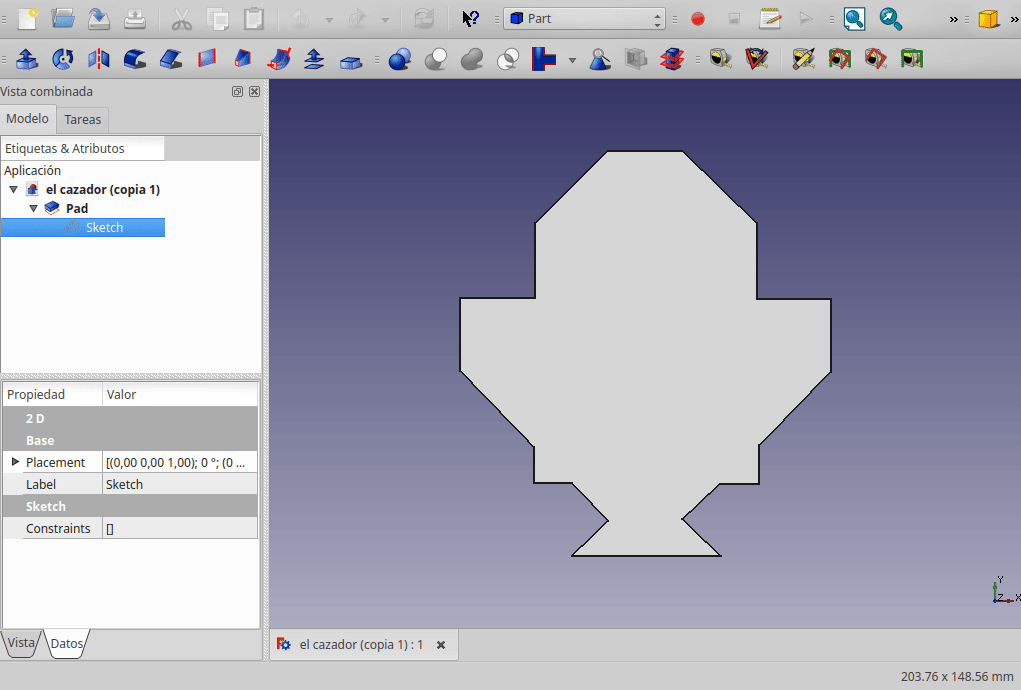 Part
»
»
Vista combinada
Modelo
Tareas
Etiquetas & Atributos
Aplicación
el cazador (copia 1)
Pad
Sketch
Propiedad Valor
2 D
Base
Placement [(0,00 0,00 1,00); 0 °; (0 ...
Label Sketch
Sketch
Constraints []
Y
Z X
Vista Datos
el cazador (copia 1) : 1
203.76 x 148.56 mm